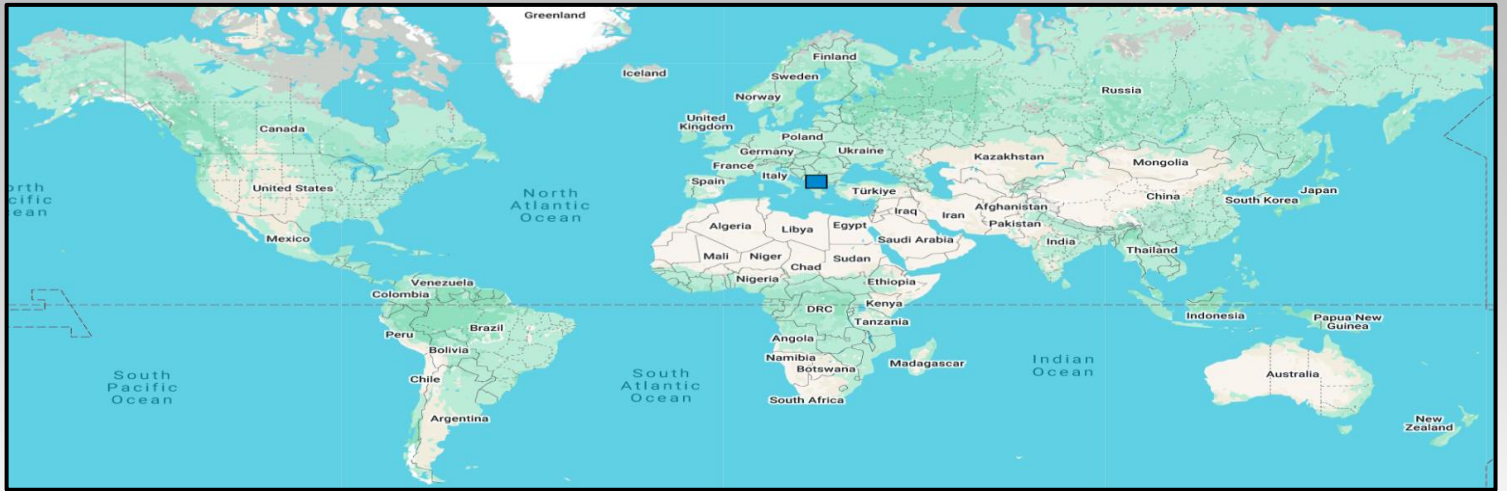 Greenland
Iceland
Finland
Sweden
Norway
Russia
United
Kingdom
Canada
Poland
Germany
Ukraine
France
Kazakhstan
Mongolia
Italy
Spain
Türkiye
United States
North
Atlantic
Ocean
orth
cific
ean
Japan
South Korea
China
Afghanistan
Iraq
Iran
Pakistan
Algeria
Libya
Egypt
Saudi Arabia
India
Mexico
Mali
Niger
Chad
Sudan
Thailand
Nigeria
Ethiopia
Venezuela
Colombia
DRC
Kenya
Tanzania
Indonesia
Papua New
Guinea
Peru
Brazil
Bolivia
Angola
Namibia
Botswana
Madagascar
Indian
Ocean
South
Pacific
Ocean
Chile
South
Atlantic
Ocean
Australia
South Africa
Argentina
New
Zealand